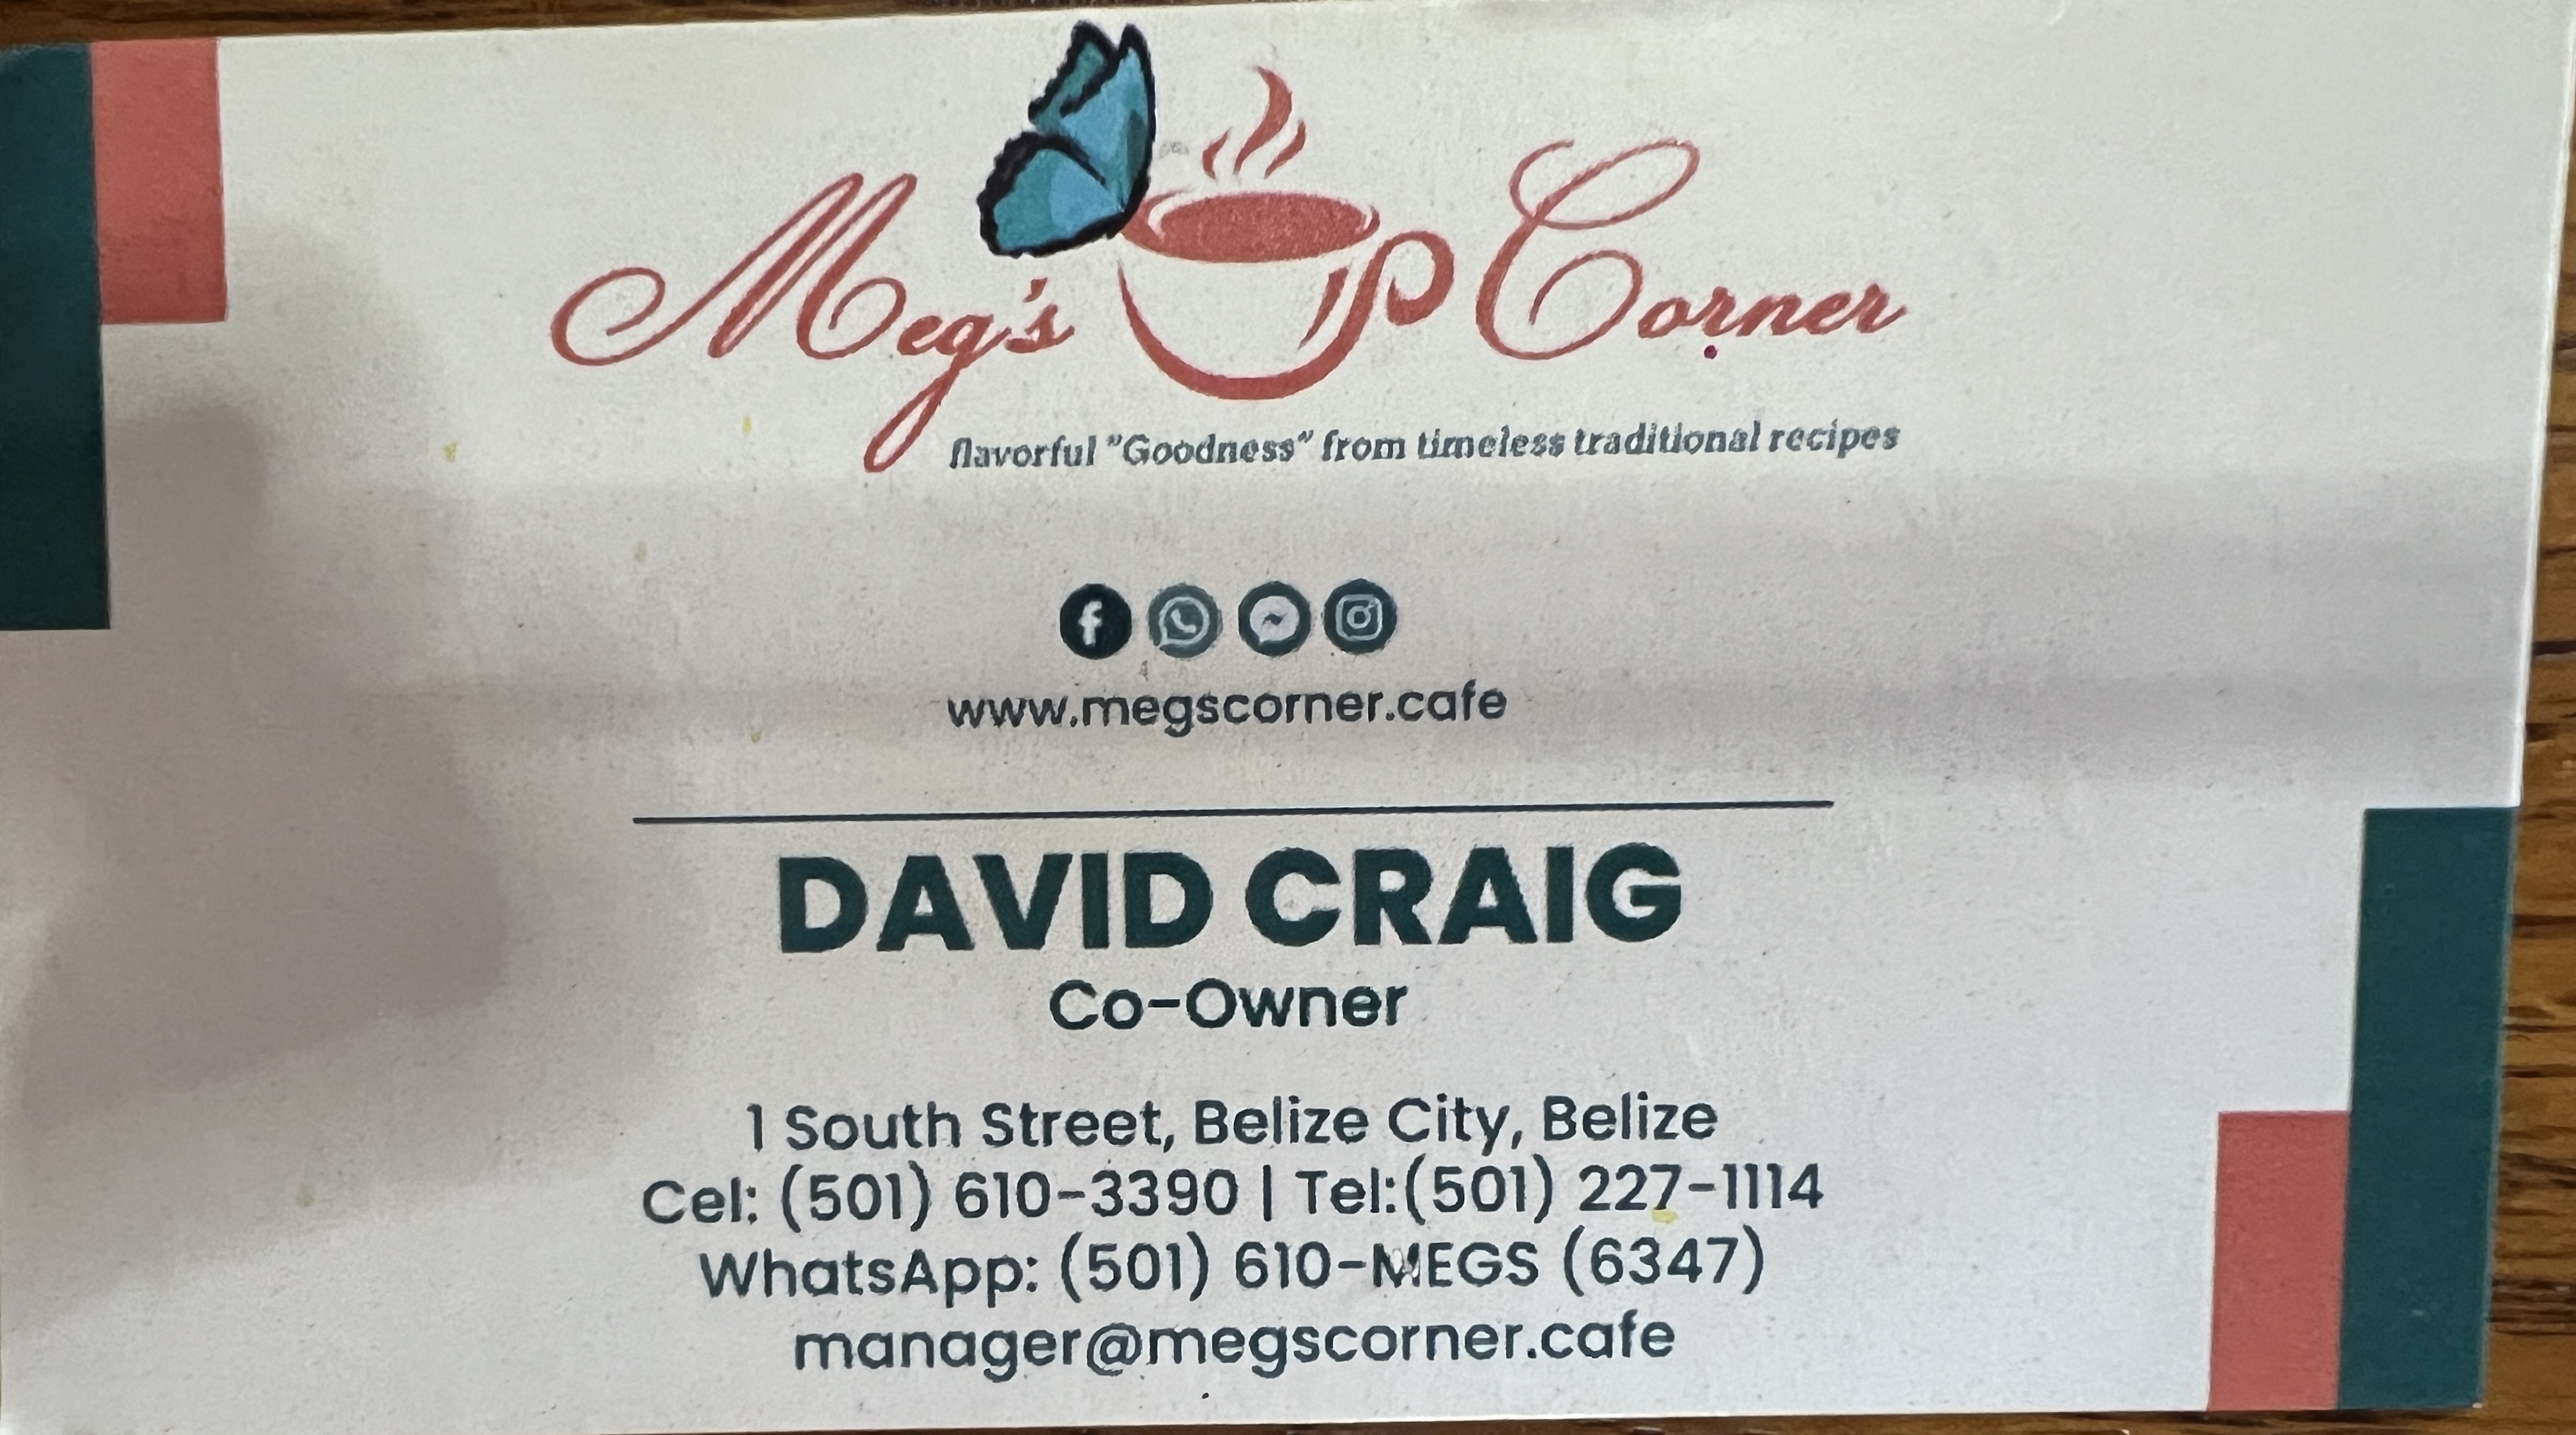 Meg's Corner
flavorful "Goodness" from timeless traditional recipes
www.megscorner.cafe
DAVID CRAIG
Co-Owner
1 South Street, Belize City, Belize
Cel: (501) 610-3390 | Tel:(501) 227-1114
WhatsApp: (501) 610-MEGS (6347)
manager@megscorner.cafe